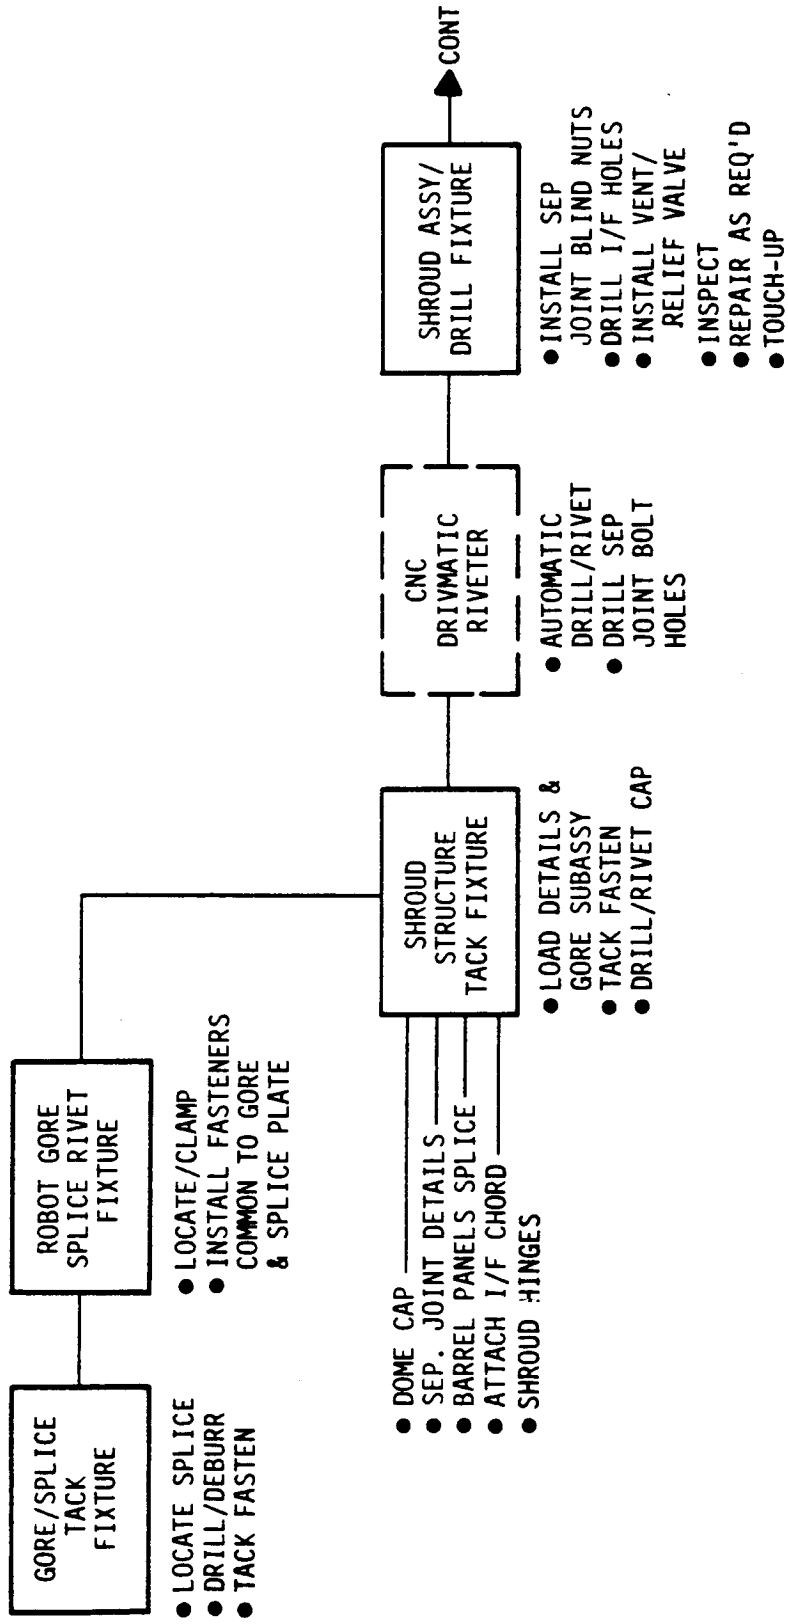 GORE/SPLICE
TACK
FIXTURE
● LOCATE SPLICE
● DRILL/DEBURR
● TACK FASTEN
ROBOT GORE
SPLICE RIVET
FIXTURE
● LOCATE/CLAMP
● INSTALL FASTENERS
COMMON TO GORE
& SPLICE PLATE
● DOME CAP
● SEP. JOINT DETAILS
● BARREL PANELS SPLICE
● ATTACH I/F CHORD
● SHROUD HINGES
SHROUD
STRUCTURE
TACK FIXTURE
● LOAD DETAILS &
GORE SUBASSY
● TACK FASTEN
● DRILL/RIVET CAP
CNC
DRIVMATIC
RIVETER
● AUTOMATIC
DRILL/RIVET
● DRILL SEP
JOINT BOLT
HOLES
SHROUD ASSY/
DRILL FIXTURE
● INSTALL SEP
JOINT BLIND NUTS
● DRILL I/F HOLES
● INSTALL VENT/
RELIEF VALVE
● INSPECT
● REPAIR AS REQ'D
● TOUCH-UP
CONT